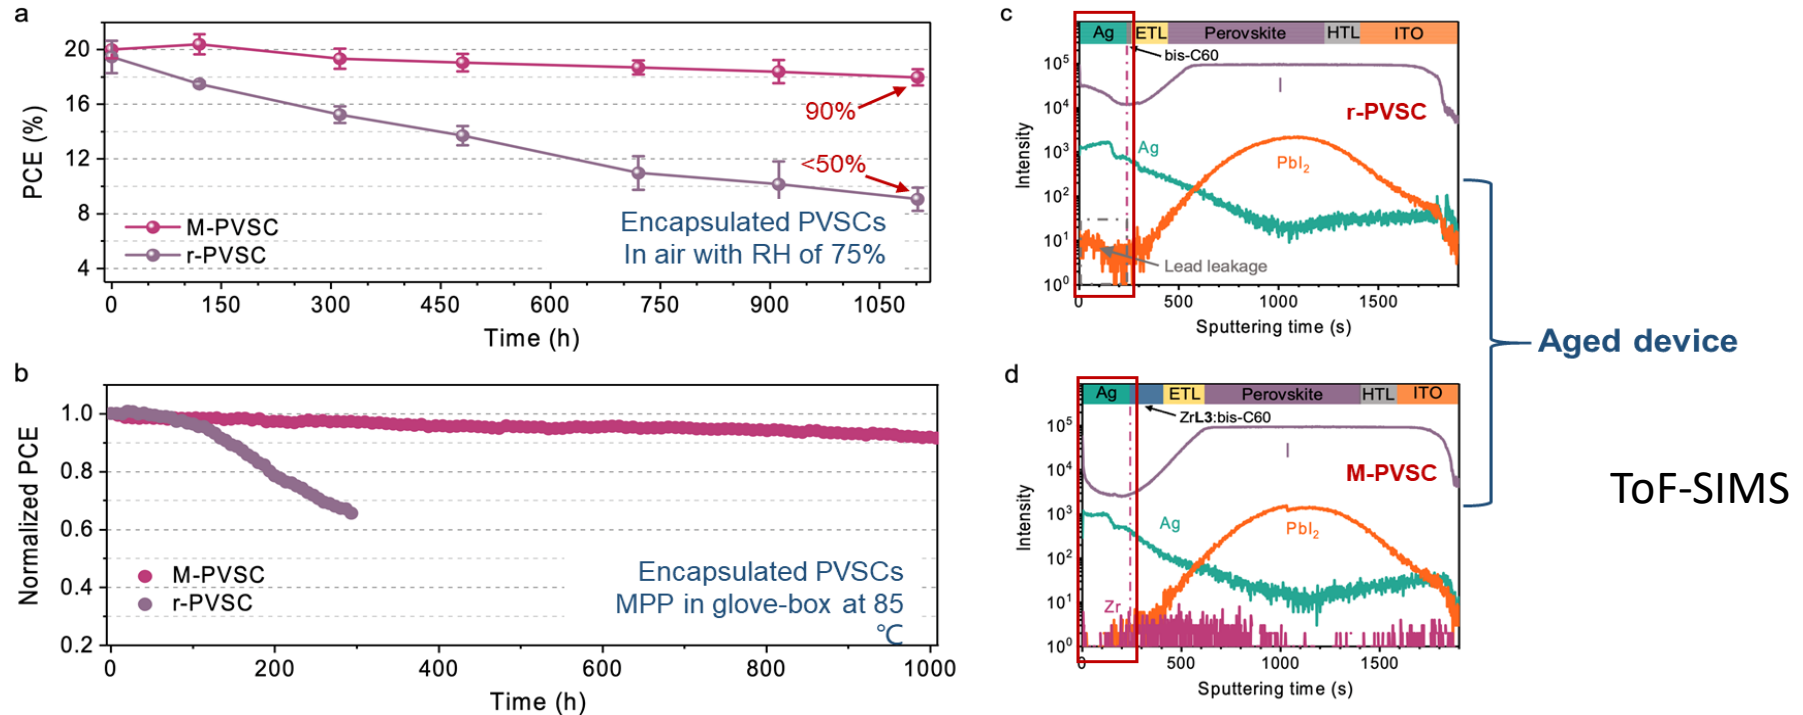 a
PCE (%)
20
16
12
8
4
90%
<50%
M-PVSC
r-PVSC
Encapsulated PVSCs
In air with RH of 75%
0 150 300 450 600 750 900 1050
Time (h)
b
Normalized PCE
1.0
0.8
0.6
0.4
0.2
M-PVSC
r-PVSC
Encapsulated PVSCs
MPP in glove-box at 85
℃
0 200 400 600 800 1000
Time (h)
c
Ag ETL Perovskite HTL ITO
bis-C60
Intensity
10⁵
10⁴
10³
10²
10¹
10⁰
I
r-PVSC
Ag
PbI₂
Lead leakage
0 500 1000 1500
Sputtering time (s)
d
Ag ETL Perovskite HTL ITO
ZrL3:bis-C60
Intensity
10⁵
10⁴
10³
10²
10¹
10⁰
I
M-PVSC
Ag
PbI₂
Zr
0 500 1000 1500
Sputtering time (s)
Aged device
ToF-SIMS